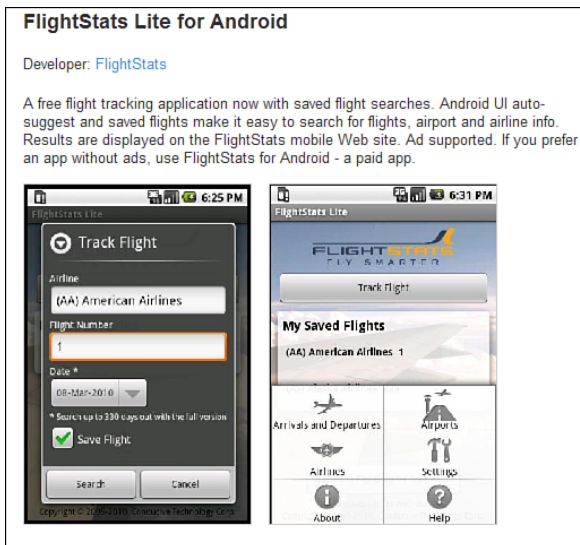 FlightStats Lite for Android
Developer: FlightStats
A free flight tracking application now with saved flight searches. Android UI auto-
suggest and saved flights make it easy to search for flights, airport and airline info.
Results are displayed on the FlightStats mobile Web site. Ad supported. If you prefer
an app without ads, use FlightStats for Android - a paid app.
6:25 PM
FlightStats Lite
Track Flight
Airline
(AA) American Airlines
Flight Number
1
Date *
08-Mar-2010
* Search up to 330 days out with the full version
Save Flight
Search Cancel
6:31 PM
FlightStats Lite
FLIGHTSTATS
FLY SMARTER
Track Flight
My Saved Flights
(AA) American Airlines 1
Arrivals and Departures Airports
Airlines Settings
About Help